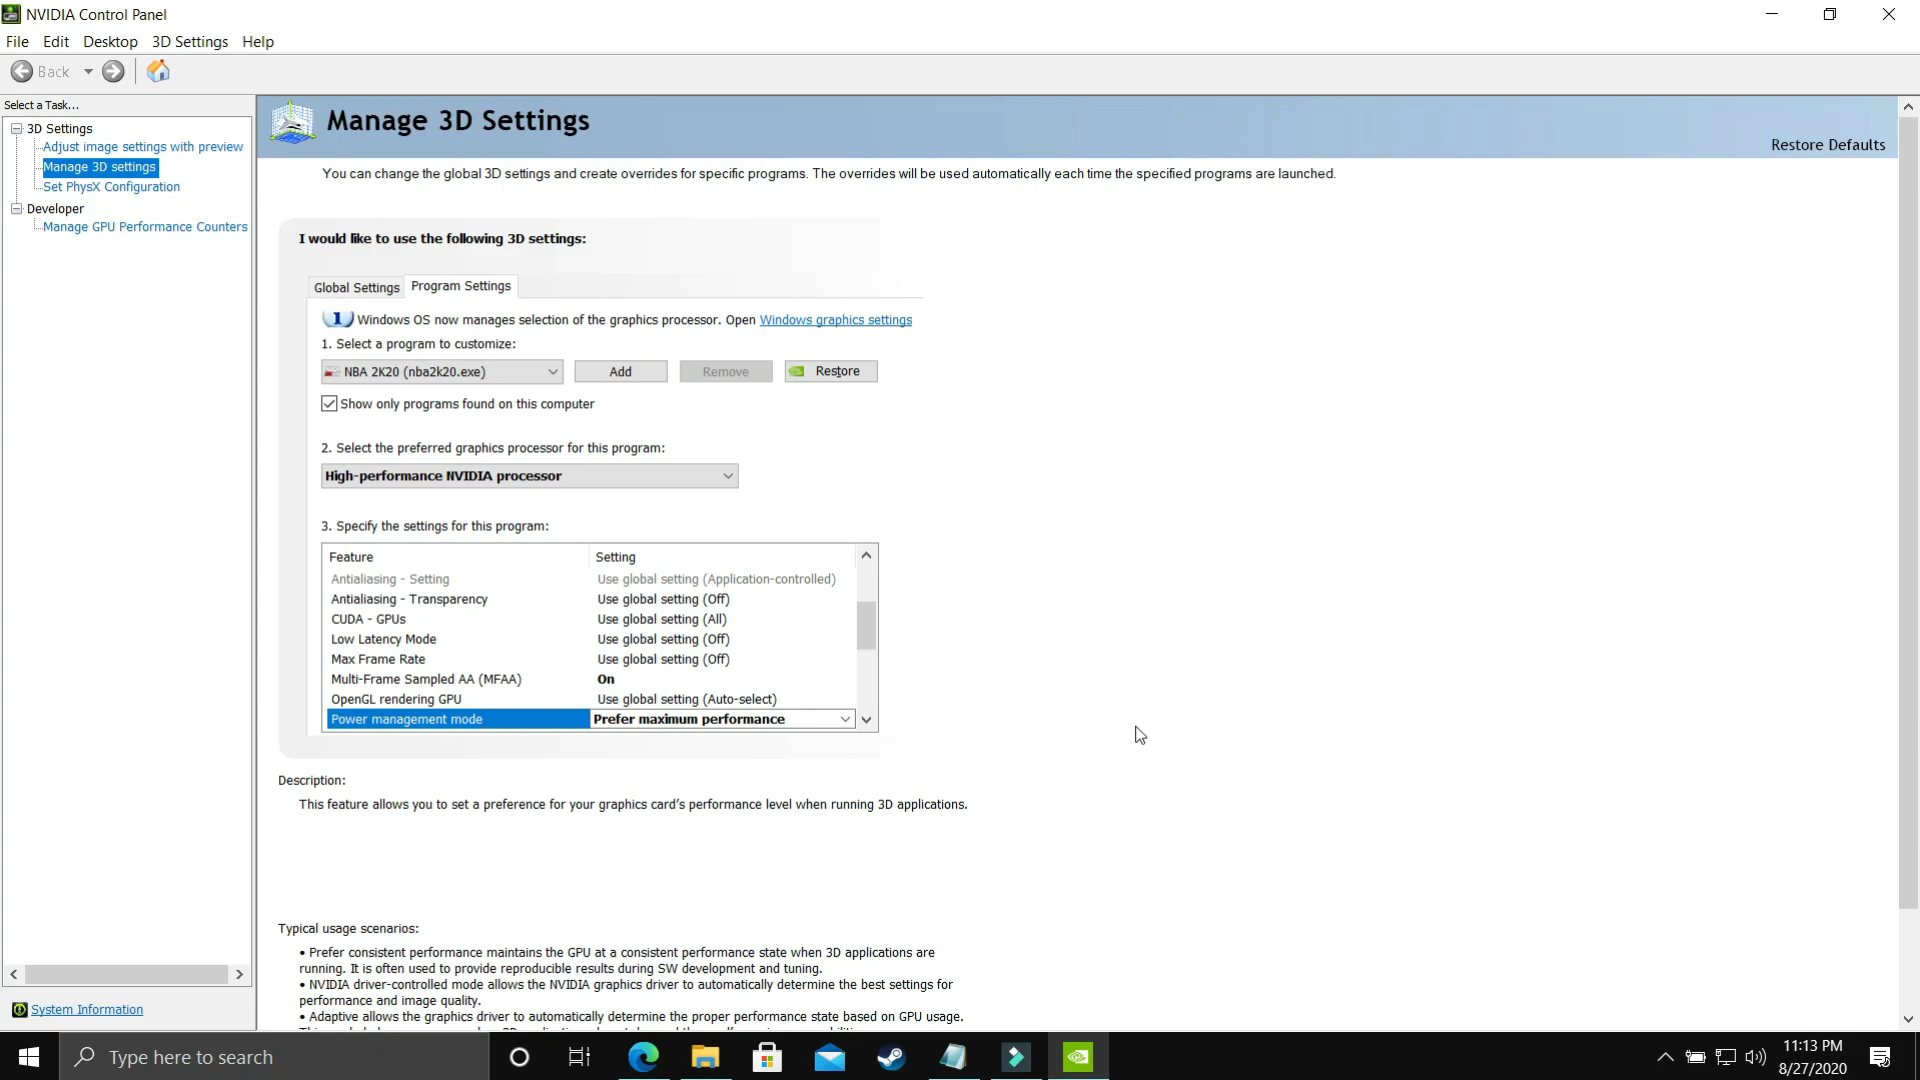 NVIDIA Control Panel
File Edit Desktop 3D Settings Help
Back
Select a Task...
3D Settings
Adjust image settings with preview
Manage 3D settings
Set PhysX Configuration
Developer
Manage GPU Performance Counters
System Information
Manage 3D Settings
Restore Defaults
You can change the global 3D settings and create overrides for specific programs. The overrides will be used automatically each time the specified programs are launched.
I would like to use the following 3D settings:
Global Settings Program Settings
Windows OS now manages selection of the graphics processor. Open Windows graphics settings
1. Select a program to customize:
NBA 2K20 (nba2k20.exe) Add Remove Restore
Show only programs found on this computer
2. Select the preferred graphics processor for this program:
High-performance NVIDIA processor
3. Specify the settings for this program:
Feature Setting
Antialiasing - Setting Use global setting (Application-controlled)
Antialiasing - Transparency Use global setting (Off)
CUDA - GPUs Use global setting (All)
Low Latency Mode Use global setting (Off)
Max Frame Rate Use global setting (Off)
Multi-Frame Sampled AA (MFAA) On
OpenGL rendering GPU Use global setting (Auto-select)
Power management mode Prefer maximum performance
Description:
This feature allows you to set a preference for your graphics card's performance level when running 3D applications.
Typical usage scenarios:
• Prefer consistent performance maintains the GPU at a consistent performance state when 3D applications are
running. It is often used to provide reproducible results during SW development and tuning.
• NVIDIA driver-controlled mode allows the NVIDIA graphics driver to automatically determine the best settings for
performance and image quality.
• Adaptive allows the graphics driver to automatically determine the proper performance state based on GPU usage.
Type here to search
11:13 PM
8/27/2020